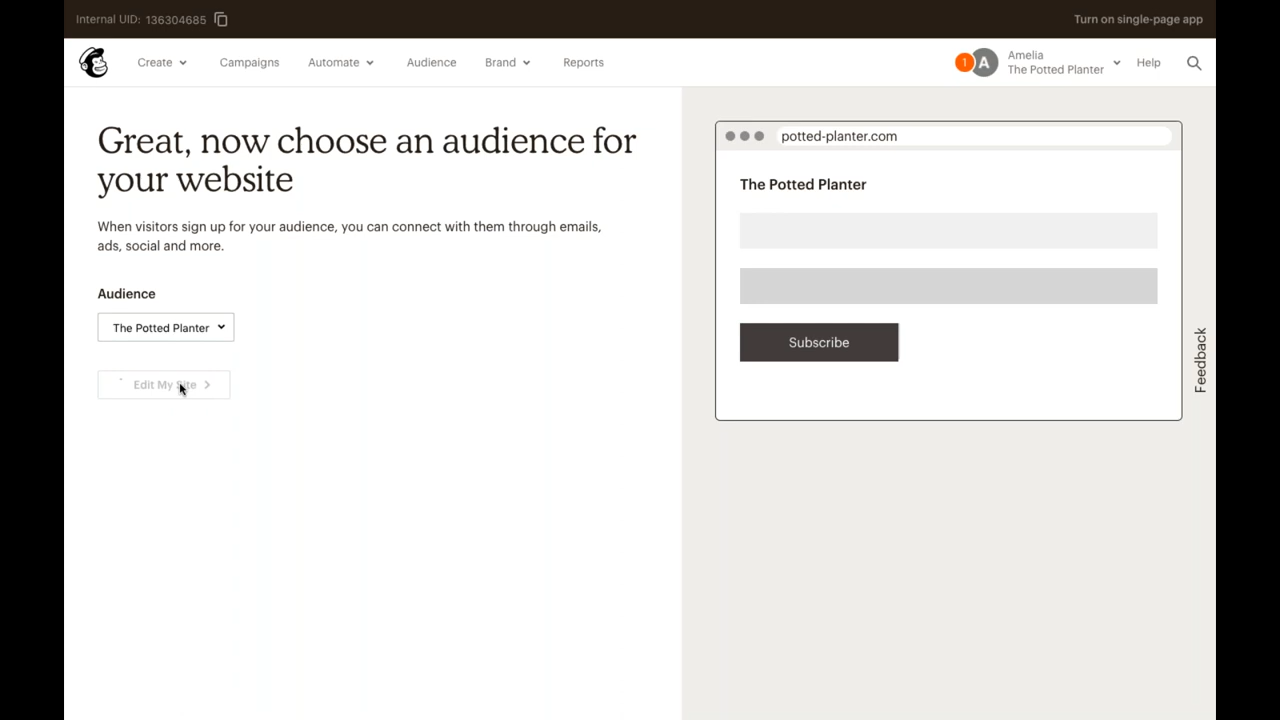 Internal UID: 136304685
Turn on single-page app
Create
Campaigns
Automate
Audience
Brand
Reports
1
A
Amelia
The Potted Planter
Help
Great, now choose an audience for
your website
When visitors sign up for your audience, you can connect with them through emails,
ads, social and more.
Audience
The Potted Planter
Edit My Site
potted-planter.com
The Potted Planter
Subscribe
Feedback